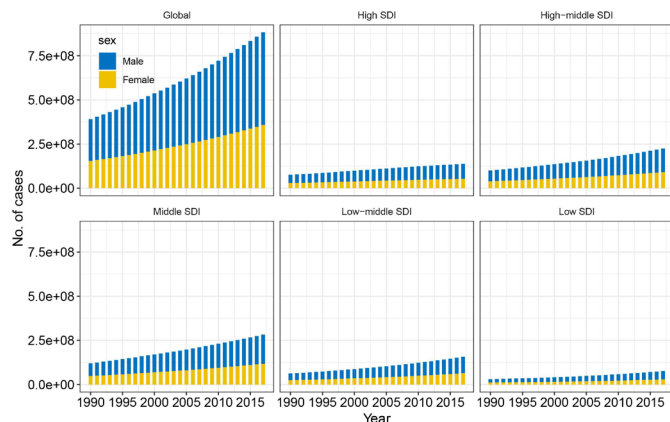 Global
High SDI
High-middle SDI
sex
Male
Female
7.5e+08
5.0e+08
2.5e+08
0.0e+00
Middle SDI
Low-middle SDI
Low SDI
7.5e+08
5.0e+08
2.5e+08
0.0e+00
No. of cases
1990 1995 2000 2005 2010 2015
1990 1995 2000 2005 2010 2015
1990 1995 2000 2005 2010 2015
Year